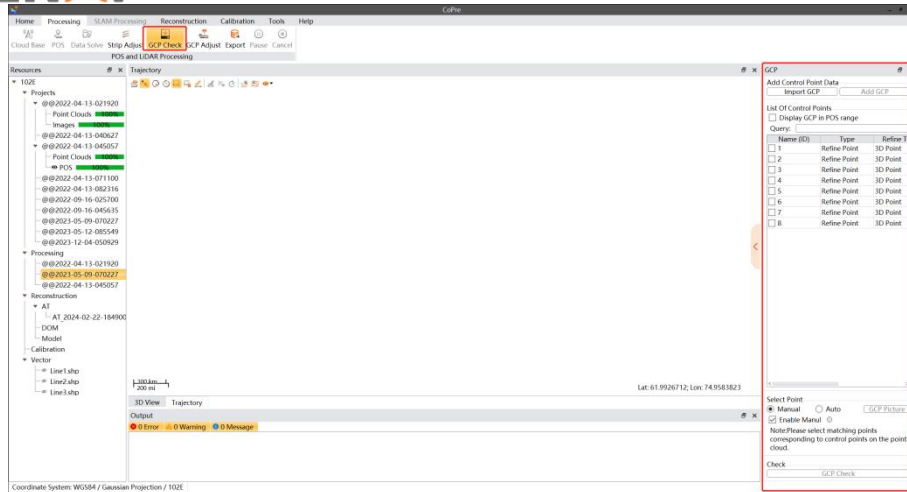 CoPre
Home Processing SLAM Processing Reconstruction Calibration Tools Help
Cloud Base POS Data Solve Strip Adjust GCP Check GCP Adjust Export Pause Cancel
POS and LiDAR Processing
Resources
102E
Projects
@@2022-04-13-021920
Point Clouds 100%
Images 100%
@@2022-04-13-040627
@@2022-04-13-045057
Point Clouds 100%
POS 100%
@@2022-04-13-071100
@@2022-04-13-082316
@@2022-09-16-025700
@@2022-09-16-045635
@@2023-05-09-070227
@@2023-05-12-085549
@@2023-12-04-050929
Processing
@@2022-04-13-021920
@@2023-05-09-070227
@@2022-04-13-045057
Reconstruction
AT
AT_2024-02-22-184900
DOM
Model
Calibration
Vector
Line1.shp
Line2.shp
Line3.shp
Trajectory
300 km
200 mi
Lat: 61.9926712; Lon: 74.9583823
3D View Trajectory
Output
0 Error 0 Warning 0 Message
GCP
Add Control Point Data
Import GCP Add GCP
List Of Control Points
Display GCP in POS range
Query:
Name (ID) Type Refine T
1 Refine Point 3D Point
2 Refine Point 3D Point
3 Refine Point 3D Point
4 Refine Point 3D Point
5 Refine Point 3D Point
6 Refine Point 3D Point
7 Refine Point 3D Point
8 Refine Point 3D Point
Select Point
Manual Auto GCP Picture
Enable Manul
Note:Please select matching points
corresponding to control points on the point
cloud.
Check
GCP Check
Coordinate System: WGS84 / Gaussian Projection / 102E